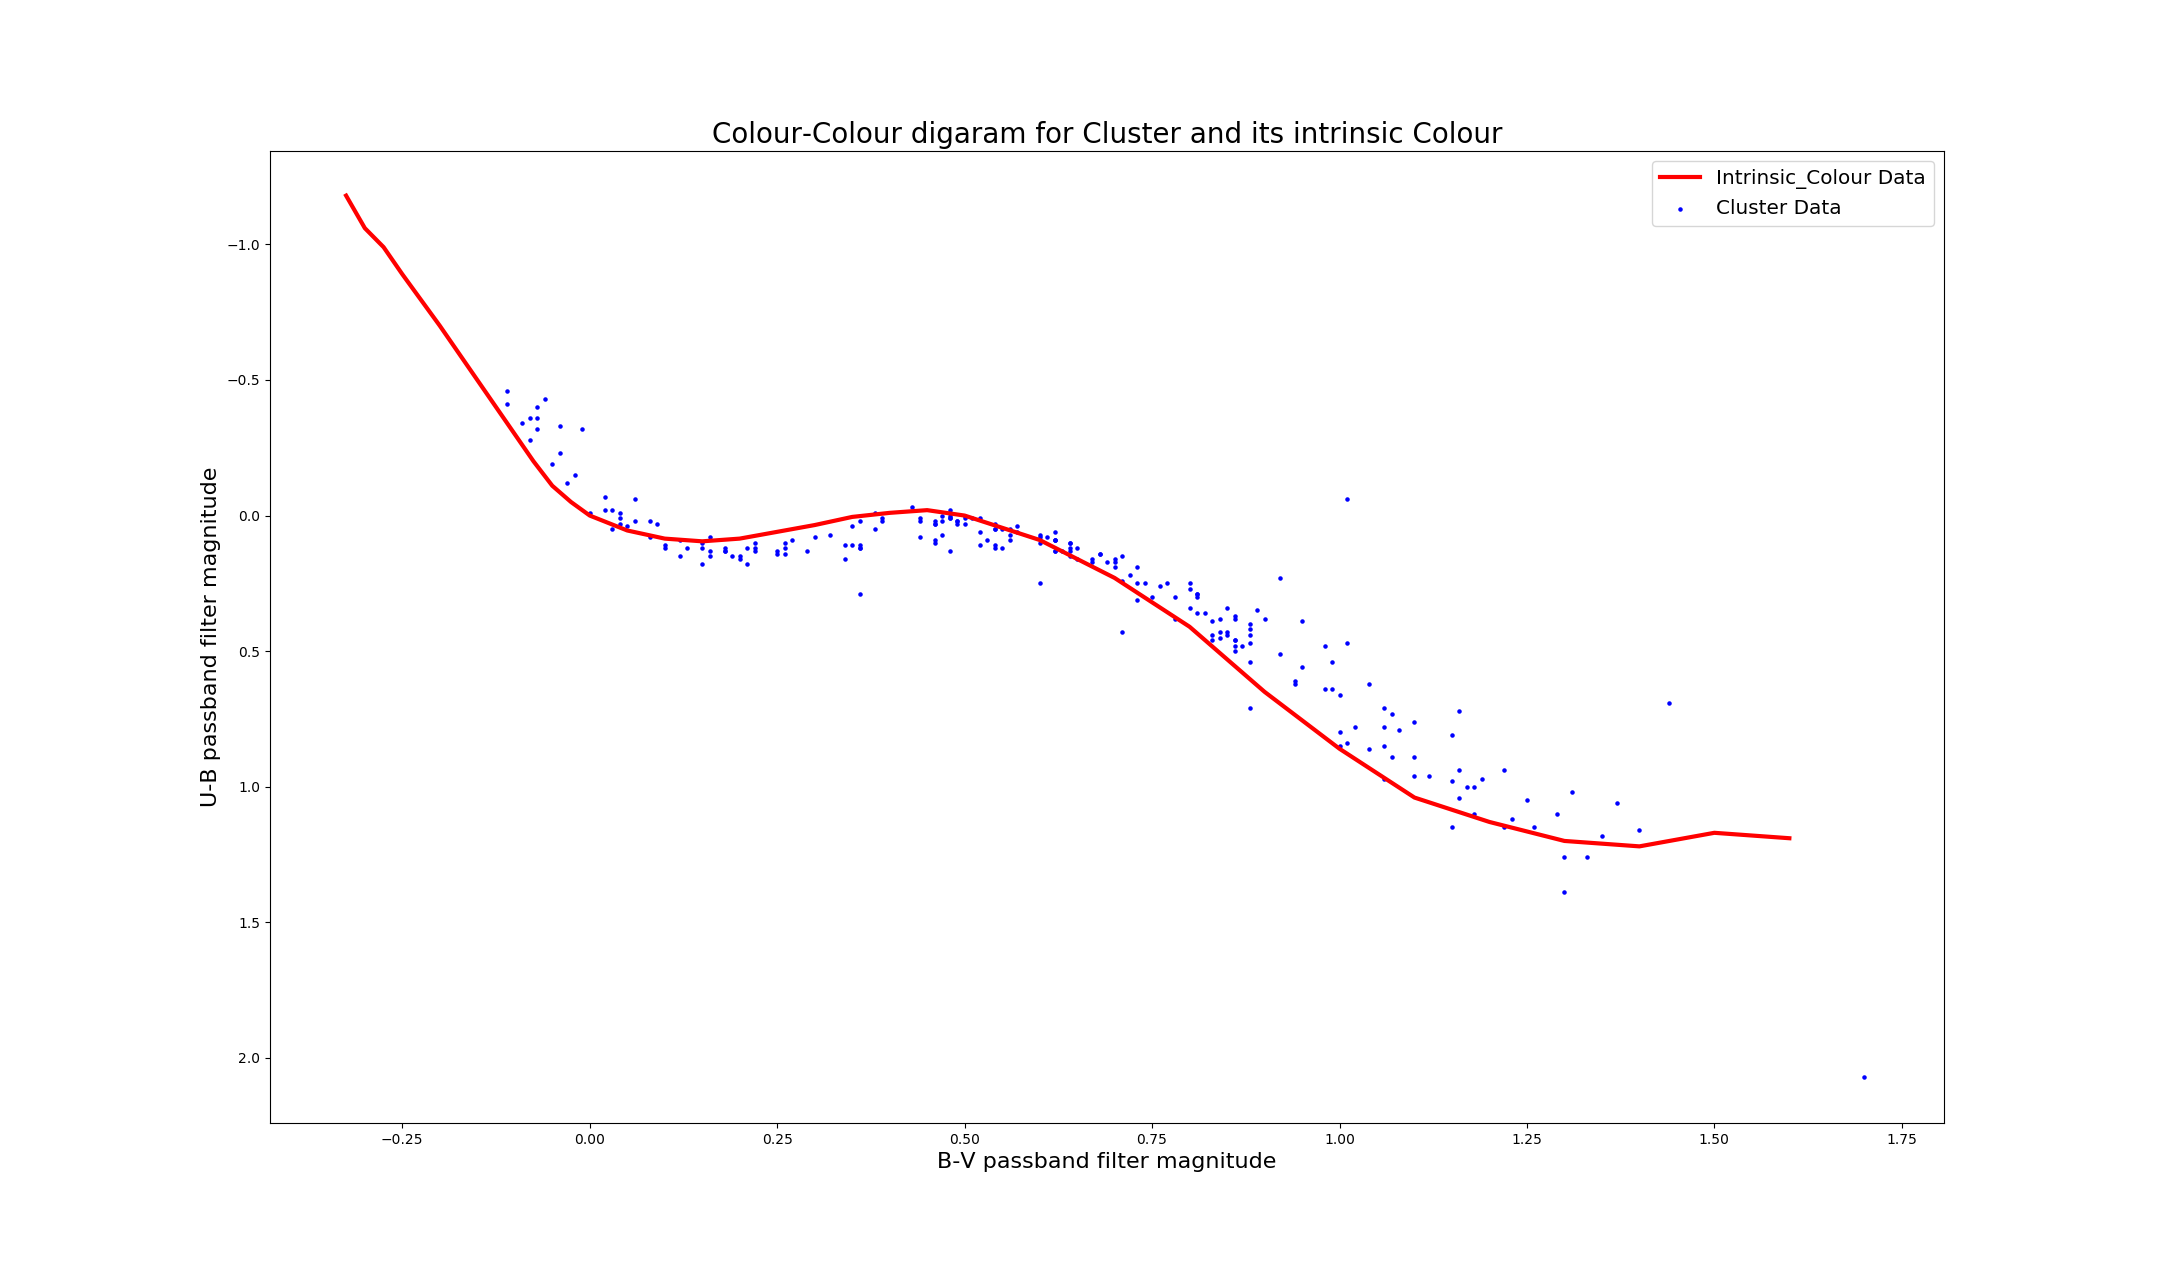 Colour-Colour digaram for Cluster and its intrinsic Colour
Intrinsic_Colour Data
Cluster Data
U-B passband filter magnitude
−1.0
−0.5
0.0
0.5
1.0
1.5
2.0
−0.25 0.00 0.25 0.50 0.75 1.00 1.25 1.50 1.75
B-V passband filter magnitude